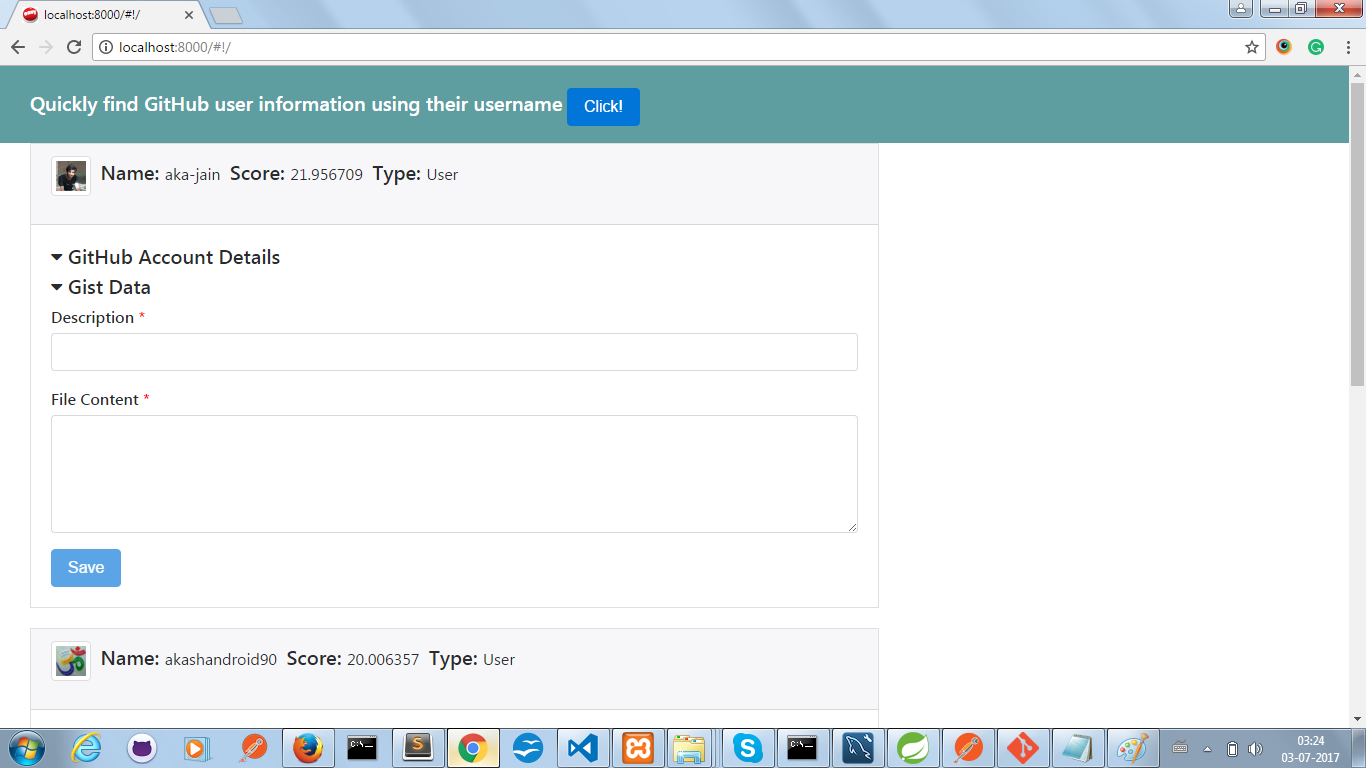 localhost:8000/#!/
localhost:8000/#!/
Quickly find GitHub user information using their username Click!
Name: aka-jain Score: 21.956709 Type: User
GitHub Account Details
Gist Data
Description *
File Content *
Save
Name: akashandroid90 Score: 20.006357 Type: User
03:24
03-07-2017